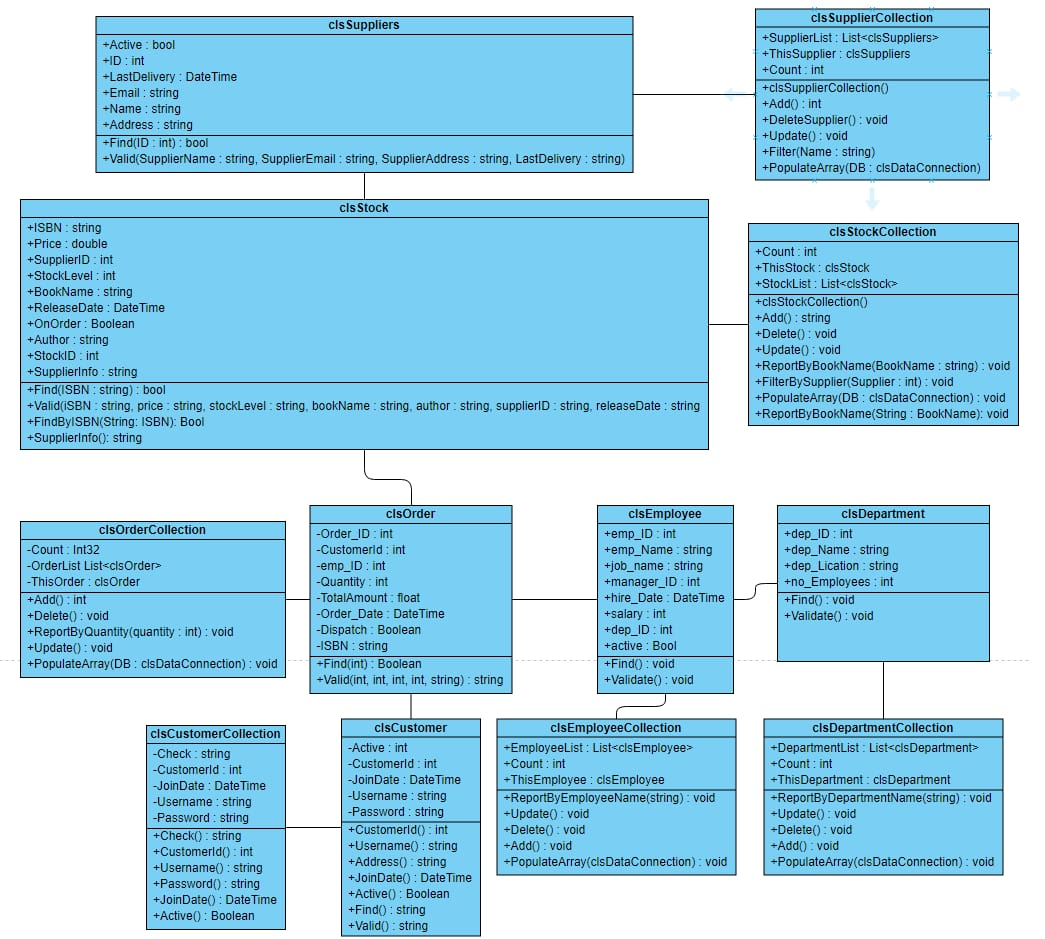 clsSuppliers
+Active : bool
+ID : int
+LastDelivery : DateTime
+Email : string
+Name : string
+Address : string
+Find(ID : int) : bool
+Valid(SupplierName : string, SupplierEmail : string, SupplierAddress : string, LastDelivery : string)
clsSupplierCollection
+SupplierList : List<clsSuppliers>
+ThisSupplier : clsSuppliers
+Count : int
+clsSupplierCollection()
+Add() : int
+DeleteSupplier() : void
+Update() : void
+Filter(Name : string)
+PopulateArray(DB : clsDataConnection)
clsStock
+ISBN : string
+Price : double
+SupplierID : int
+StockLevel : int
+BookName : string
+ReleaseDate : DateTime
+OnOrder : Boolean
+Author : string
+StockID : int
+SupplierInfo : string
+Find(ISBN : string) : bool
+Valid(iSBN : string, price : string, stockLevel : string, bookName : string, author : string, supplierID : string, releaseDate : string
+FindByISBN(String: ISBN): Bool
+SupplierInfo(): string
clsStockCollection
+Count : int
+ThisStock : clsStock
+StockList : List<clsStock>
+clsStockCollection()
+Add() : string
+Delete() : void
+Update() : void
+ReportByBookName(BookName : string) : void
+FilterBySupplier(Supplier : int) : void
+PopulateArray(DB : clsDataConnection) : void
+ReportByBookName(String : BookName): void
clsOrderCollection
-Count : Int32
-OrderList List<clsOrder>
-ThisOrder : clsOrder
+Add() : int
+Delete() : void
+ReportByQuantity(quantity : int) : void
+Update() : void
+PopulateArray(DB : clsDataConnection) : void
clsOrder
-Order_ID : int
-CustomerId : int
-emp_ID : int
-Quantity : int
-TotalAmount : float
-Order_Date : DateTime
-Dispatch : Boolean
-ISBN : string
+Find(int) : Boolean
+Valid(int, int, int, int, string) : string
clsEmployee
+emp_ID : int
+emp_Name : string
+job_name : string
+manager_ID : int
+hire_Date : DateTime
+salary : int
+dep_ID : int
+active : Bool
+Find() : void
+Validate() : void
clsDepartment
+dep_ID : int
+dep_Name : string
+dep_Lication : string
+no_Employees : int
+Find() : void
+Validate() : void
clsCustomerCollection
-Check : string
-CustomerId : int
-JoinDate : DateTime
-Username : string
-Password : string
+Check() : string
+CustomerId() : int
+Username() : string
+Password() : string
+JoinDate() : DateTime
+Active() : Boolean
clsCustomer
-Active : int
-CustomerId : int
-JoinDate : DateTime
-Username : string
-Password : string
+CustomerId() : int
+Username() : string
+Address() : string
+JoinDate() : DateTime
+Active() : Boolean
+Find() : string
+Valid() : string
clsEmployeeCollection
+EmployeeList : List<clsEmployee>
+Count : int
+ThisEmployee : clsEmployee
+ReportByEmployeeName(string) : void
+Update() : void
+Delete() : void
+Add() : void
+PopulateArray(clsDataConnection) : void
clsDepartmentCollection
+DepartmentList : List<clsDepartment>
+Count : int
+ThisDepartment : clsDepartment
+ReportByDepartmentName(string) : void
+Update() : void
+Delete() : void
+Add() : void
+PopulateArray(clsDataConnection) : void